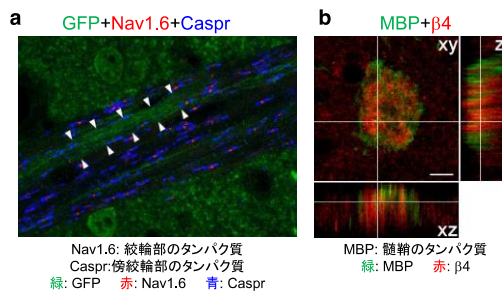 a
GFP+Nav1.6+Caspr
Nav1.6: 絞輪部のタンパク質
Caspr:傍絞輪部のタンパク質
緑: GFP 赤: Nav1.6 青: Caspr
b
MBP+β4
xy
z
xz
MBP: 髄鞘のタンパク質
緑: MBP 赤: β4